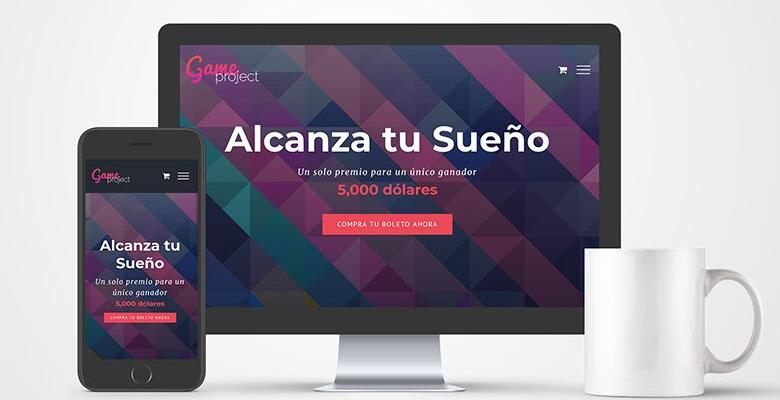 Game
project
Alcanza tu Sueño
Un solo premio para un único ganador
5,000 dólares
COMPRA TU BOLETO AHORA
Game
project
Alcanza tu
Sueño
Un solo premio para un
único ganador
5,000 dólares
COMPRA TU BOLETO AHORA